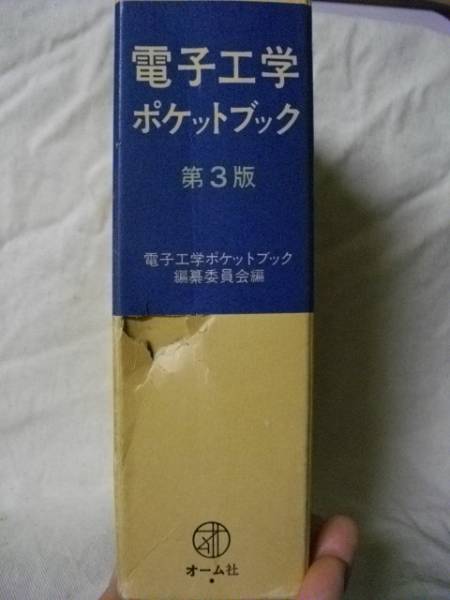 電子工学
ポケットブック
第3版
電子工学ポケットブック
編纂委員会編
オーム社